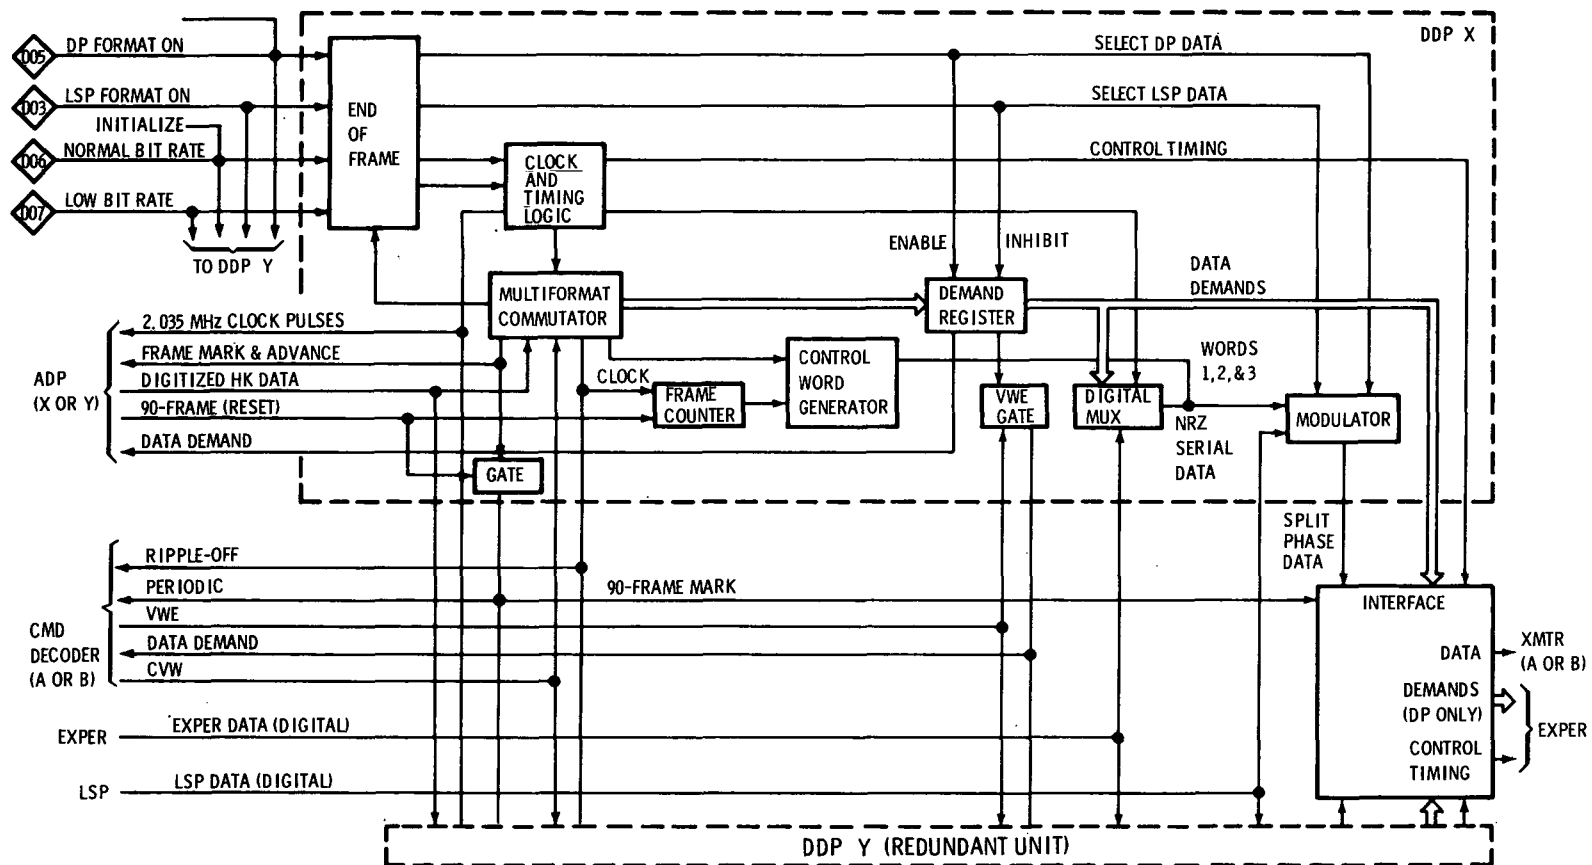 DDP X
D05 DP FORMAT ON
D03 LSP FORMAT ON
INITIALIZE
D06 NORMAL BIT RATE
D07 LOW BIT RATE
TO DDP Y
END
OF
FRAME
CLOCK
AND
TIMING
LOGIC
SELECT DP DATA
SELECT LSP DATA
CONTROL TIMING
ENABLE
INHIBIT
MULTIFORMAT
COMMUTATOR
DEMAND
REGISTER
DATA
DEMANDS
ADP
(X OR Y)
2.035 MHz CLOCK PULSES
FRAME MARK & ADVANCE
DIGITIZED HK DATA
90-FRAME (RESET)
DATA DEMAND
CLOCK
FRAME
COUNTER
CONTROL
WORD
GENERATOR
VWE
GATE
DIGITAL
MUX
WORDS
1, 2, & 3
NRZ
SERIAL
DATA
MODULATOR
GATE
SPLIT
PHASE
DATA
CMD
DECODER
(A OR B)
RIPPLE-OFF
PERIODIC
90-FRAME MARK
VWE
DATA DEMAND
CVW
INTERFACE
DATA
XMTR
(A OR B)
DEMANDS
(DP ONLY)
CONTROL
TIMING
EXPER
EXPER
EXPER DATA (DIGITAL)
LSP
LSP DATA (DIGITAL)
DDP Y (REDUNDANT UNIT)